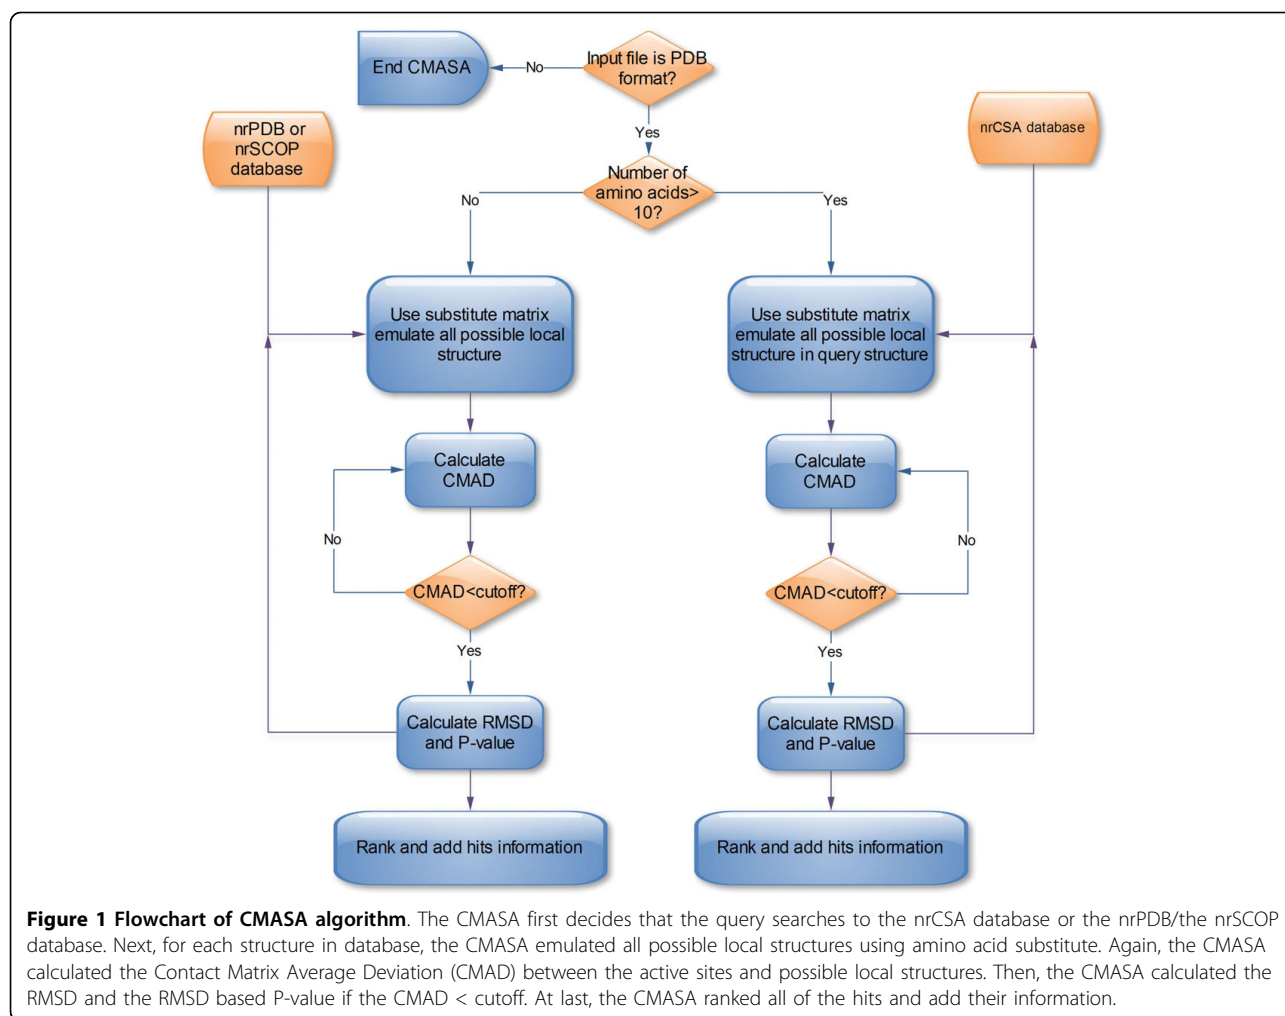 Input file is PDB
format?
End CMASA
No
Yes
nrPDB or
nrSCOP
database
nrCSA database
Number of
amino acids>
10?
No
Yes
Use substitute matrix
emulate all possible local
structure
Use substitute matrix
emulate all possible local
structure in query structure
Calculate
CMAD
Calculate
CMAD
No
No
CMAD<cutoff?
CMAD<cutoff?
Yes
Yes
Calculate RMSD
and P-value
Calculate RMSD
and P-value
Rank and add hits information
Rank and add hits information
Figure 1 Flowchart of CMASA algorithm. The CMASA first decides that the query searches to the nrCSA database or the nrPDB/the nrSCOP
database. Next, for each structure in database, the CMASA emulated all possible local structures using amino acid substitute. Again, the CMASA
calculated the Contact Matrix Average Deviation (CMAD) between the active sites and possible local structures. Then, the CMASA calculated the
RMSD and the RMSD based P-value if the CMAD < cutoff. At last, the CMASA ranked all of the hits and add their information.